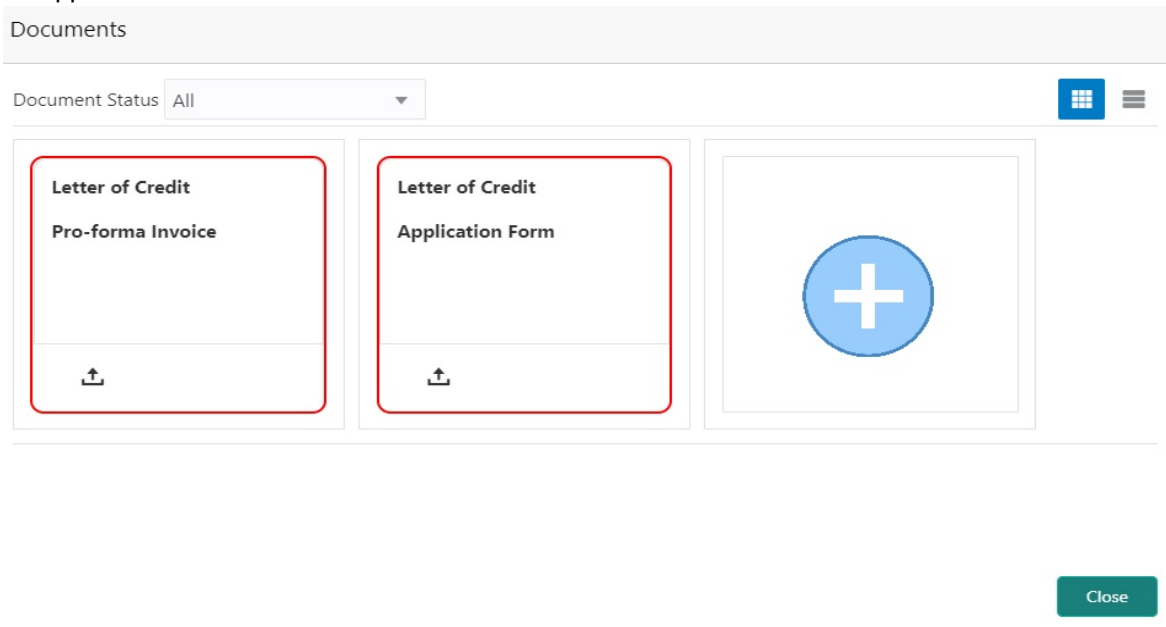 Documents
Document Status All
Letter of Credit
Pro-forma Invoice
Letter of Credit
Application Form
Close